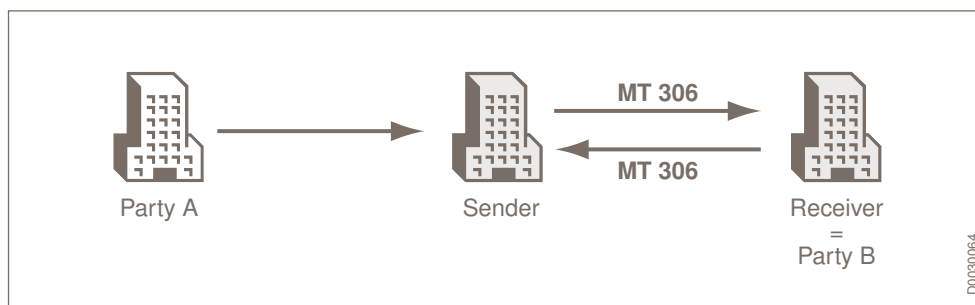 MT 306
MT 306
Party A
Sender
Receiver
=
Party B
D0030064